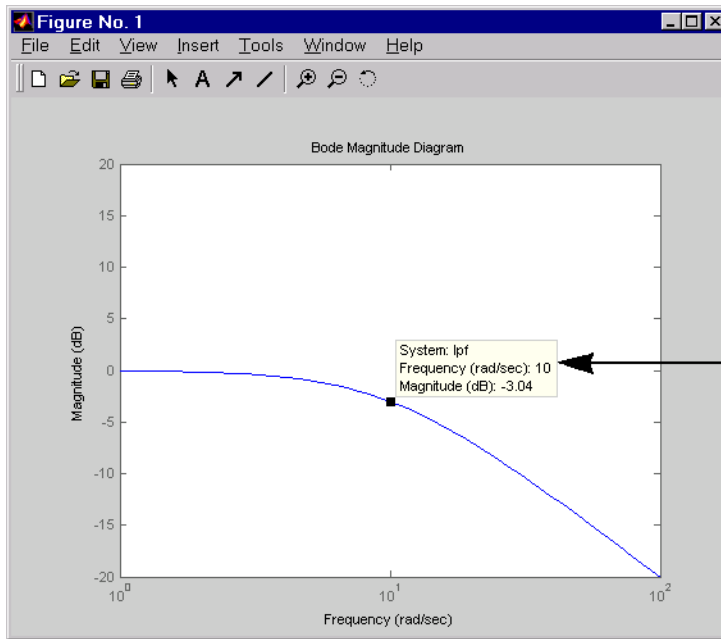 Figure No. 1
File Edit View Insert Tools Window Help
A
Bode Magnitude Diagram
20
15
10
5
0
-5
-10
-15
-20
Magnitude (dB)
System: lpf
Frequency (rad/sec): 10
Magnitude (dB): -3.04
10^0 10^1 10^2
Frequency (rad/sec)